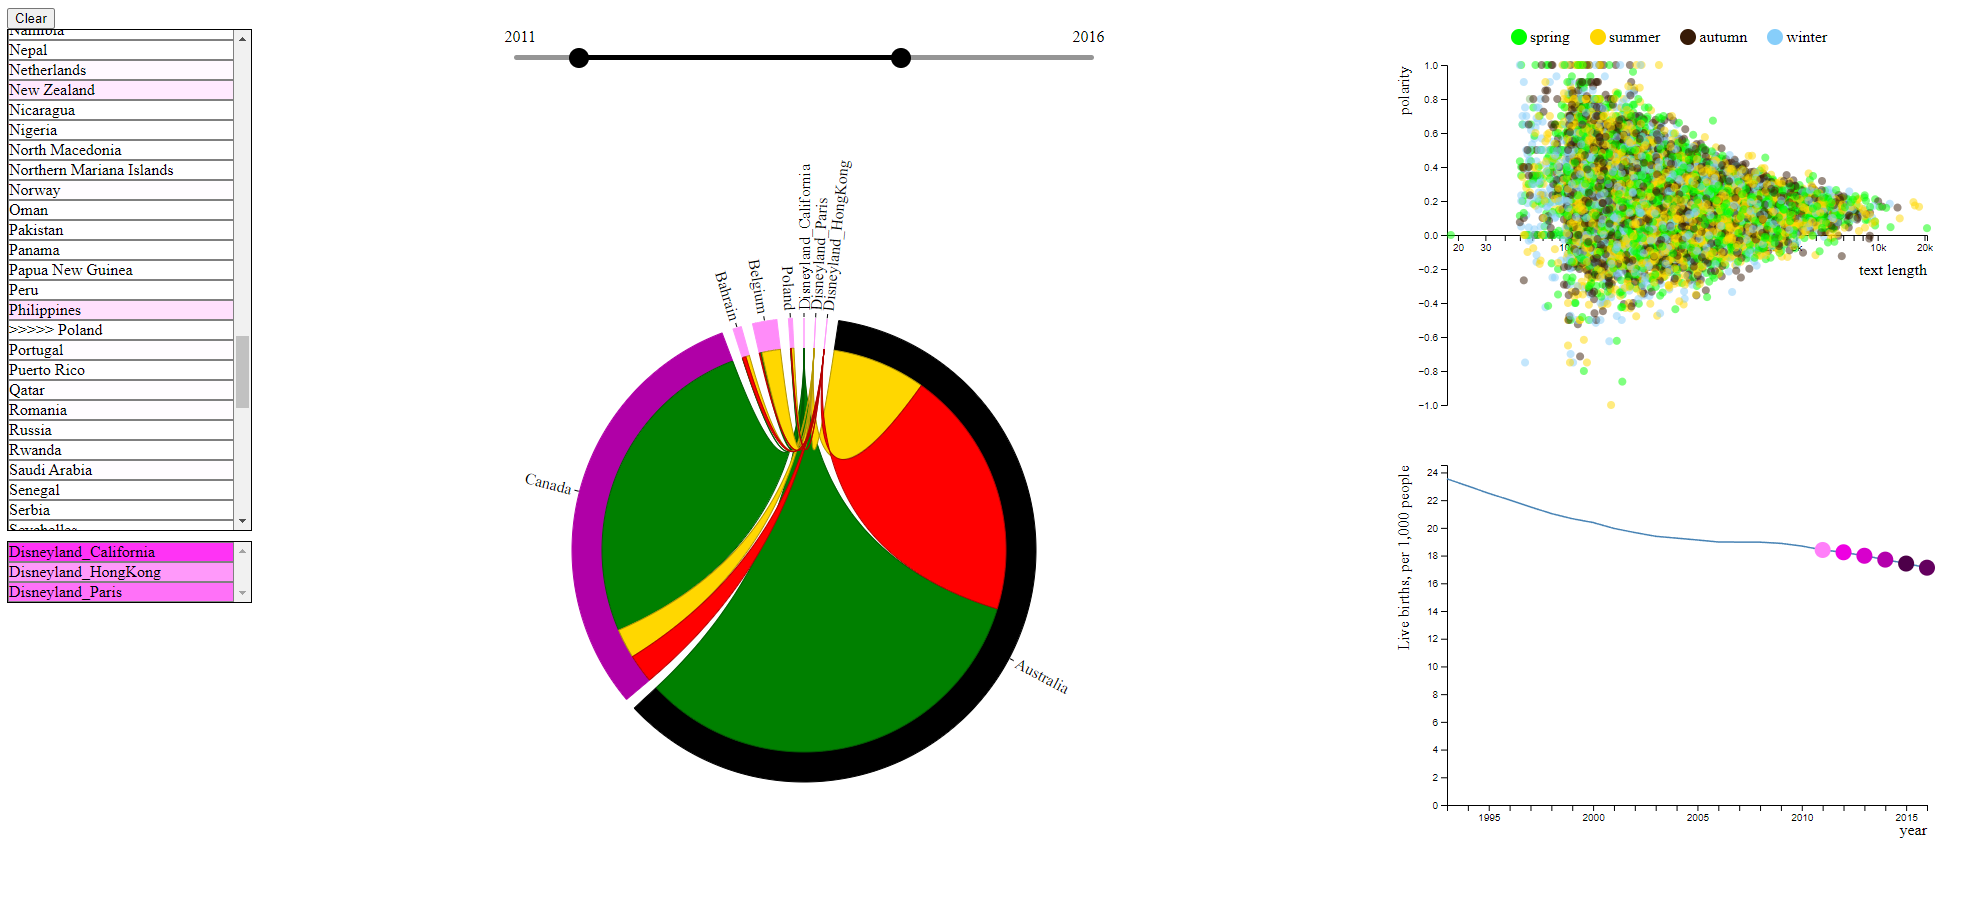 Clear
Namibia
Nepal
Netherlands
New Zealand
Nicaragua
Nigeria
North Macedonia
Northern Mariana Islands
Norway
Oman
Pakistan
Panama
Papua New Guinea
Peru
Philippines
>>>>> Poland
Portugal
Puerto Rico
Qatar
Romania
Russia
Rwanda
Saudi Arabia
Senegal
Serbia
Seychelles
Disneyland_California
Disneyland_HongKong
Disneyland_Paris
2011
2016
Canada
Bahrain
Belgium
Poland
Disneyland_California
Disneyland_Paris
Disneyland_HongKong
Australia
spring
summer
autumn
winter
polarity
1.0
0.8
0.6
0.4
0.2
0.0
−0.2
−0.4
−0.6
−0.8
−1.0
20
30
10k
20k
text length
Live births, per 1,000 people
24
22
20
18
16
14
12
10
8
6
4
2
0
1995
2000
2005
2010
2015
year